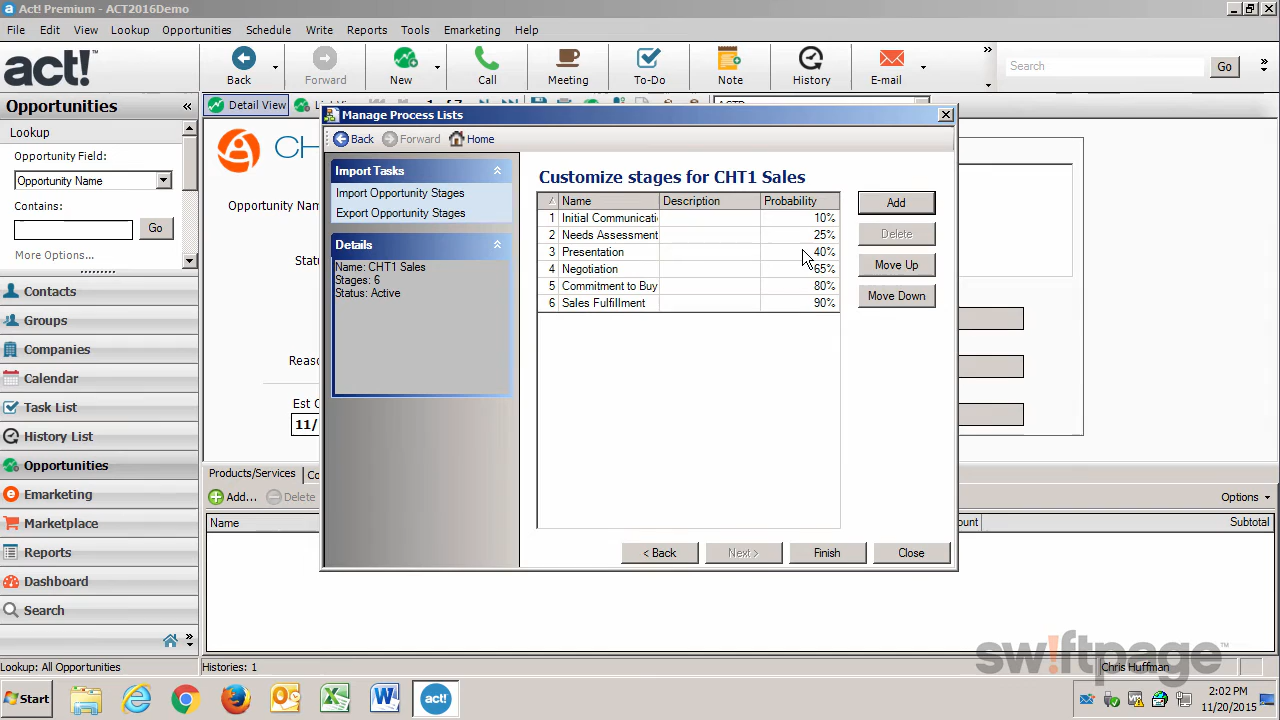 Act! Premium - ACT2016Demo
File Edit View Lookup Opportunities Schedule Write Reports Tools Emarketing Help
act!
Back Forward New Call Meeting To-Do Note History E-mail Search Go
Opportunities
Detail View
Manage Process Lists
Lookup
Back Forward Home
Opportunity Field:
Opportunity Name
Contains:
Go
More Options...
Contacts
Groups
Companies
Calendar
Task List
History List
Opportunities
Emarketing
Marketplace
Reports
Dashboard
Search
Lookup: All Opportunities
Opportunity Name
Import Tasks
Import Opportunity Stages
Export Opportunity Stages
Details
Name: CHT1 Sales
Stages: 6
Status: Active
Customize stages for CHT1 Sales
Name Description Probability
1 Initial Communicati 10%
2 Needs Assessment 25%
3 Presentation 40%
4 Negotiation 65%
5 Commitment to Buy 80%
6 Sales Fulfillment 90%
Add
Delete
Move Up
Move Down
< Back Next > Finish Close
11/
Products/Services
Add... Delete
Options
Name
Subtotal
Histories: 1
swiftpage
Chris Huffman
Start
act!
2:02 PM
11/20/2015